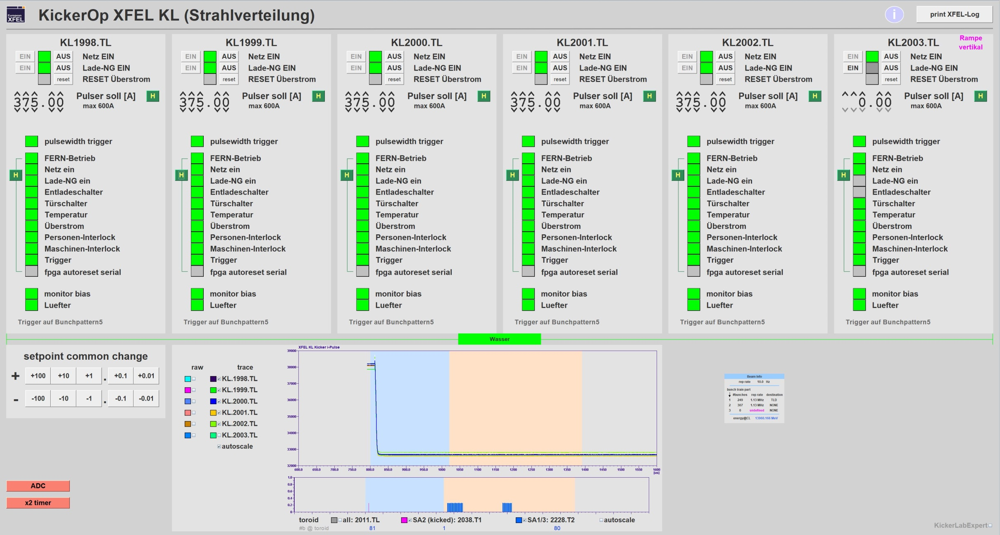 European
XFEL
KickerOp XFEL KL (Strahlverteilung)
i
print XFEL-Log
KL1998.TL
EIN AUS Netz EIN
EIN AUS Lade-NG EIN
reset RESET Überstrom
375.00 Pulser soll [A] H
max 600A
pulsewidth trigger
FERN-Betrieb
Netz ein
H
Lade-NG ein
Entladeschalter
Türschalter
Temperatur
Überstrom
Personen-Interlock
Maschinen-Interlock
Trigger
fpga autoreset serial
monitor bias
Luefter
Trigger auf Bunchpattern5
KL1999.TL
EIN AUS Netz EIN
EIN AUS Lade-NG EIN
reset RESET Überstrom
375.00 Pulser soll [A] H
max 600A
pulsewidth trigger
FERN-Betrieb
Netz ein
H
Lade-NG ein
Entladeschalter
Türschalter
Temperatur
Überstrom
Personen-Interlock
Maschinen-Interlock
Trigger
fpga autoreset serial
monitor bias
Luefter
Trigger auf Bunchpattern5
KL2000.TL
EIN AUS Netz EIN
EIN AUS Lade-NG EIN
reset RESET Überstrom
375.00 Pulser soll [A] H
max 600A
pulsewidth trigger
FERN-Betrieb
Netz ein
H
Lade-NG ein
Entladeschalter
Türschalter
Temperatur
Überstrom
Personen-Interlock
Maschinen-Interlock
Trigger
fpga autoreset serial
monitor bias
Luefter
Trigger auf Bunchpattern5
KL2001.TL
EIN AUS Netz EIN
EIN AUS Lade-NG EIN
reset RESET Überstrom
375.00 Pulser soll [A] H
max 600A
pulsewidth trigger
FERN-Betrieb
Netz ein
H
Lade-NG ein
Entladeschalter
Türschalter
Temperatur
Überstrom
Personen-Interlock
Maschinen-Interlock
Trigger
fpga autoreset serial
monitor bias
Luefter
Trigger auf Bunchpattern5
KL2002.TL
EIN AUS Netz EIN
EIN AUS Lade-NG EIN
reset RESET Überstrom
375.00 Pulser soll [A] H
max 600A
pulsewidth trigger
FERN-Betrieb
Netz ein
H
Lade-NG ein
Entladeschalter
Türschalter
Temperatur
Überstrom
Personen-Interlock
Maschinen-Interlock
Trigger
fpga autoreset serial
monitor bias
Luefter
Trigger auf Bunchpattern5
KL2003.TL
Rampe
vertikal
EIN AUS Netz EIN
EIN AUS Lade-NG EIN
reset RESET Überstrom
0.00 Pulser soll [A] H
max 600A
pulsewidth trigger
FERN-Betrieb
Netz ein
H
Lade-NG ein
Entladeschalter
Türschalter
Temperatur
Überstrom
Personen-Interlock
Maschinen-Interlock
Trigger
fpga autoreset serial
monitor bias
Luefter
Trigger auf Bunchpattern5
Wasser
setpoint common change
+ +100 +10 +1 . +0.1 +0.01
- -100 -10 -1 . -0.1 -0.01
ADC
x2 timer
raw trace
KL.1998.TL
KL.1999.TL
KL.2000.TL
KL.2001.TL
KL.2002.TL
KL.2003.TL
autoscale
XFEL KL Kicker i-Pulse
39000
38000
37000
36000
35000
34000
33000
32000
600.0 650.0 700.0 750.0 800.0 850.0 900.0 950.0 1000 1050 1100 1150 1200 1250 1300 1350 1400 1450 1500 1550 1600
[us]
1.0
0.8
0.6
0.4
0.2
0
toroid all: 2011.TL SA2 (kicked): 2038.T1 SA1/3: 2228.T2 autoscale
#b @ toroid 81 1 80
Beam Info
rep rate 10.0 Hz
bunch train part
#bunches rep rate destination
1 249 1.13 MHz TLD
2 307 1.13 MHz NONE
3 0 undefined NONE
energy@CL 13960.166 MeV
KickerLabExpert